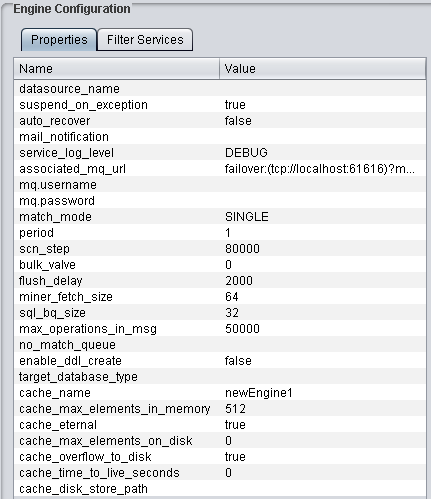 Engine Configuration
Properties Filter Services
Name Value
datasource_name
suspend_on_exception true
auto_recover false
mail_notification
service_log_level DEBUG
associated_mq_url failover:(tcp://localhost:61616)?m...
mq.username
mq.password
match_mode SINGLE
period 1
scn_step 80000
bulk_valve 0
flush_delay 2000
miner_fetch_size 64
sql_bq_size 32
max_operations_in_msg 50000
no_match_queue
enable_ddl_create false
target_database_type
cache_name newEngine1
cache_max_elements_in_memory 512
cache_eternal true
cache_max_elements_on_disk 0
cache_overflow_to_disk true
cache_time_to_live_seconds 0
cache_disk_store_path